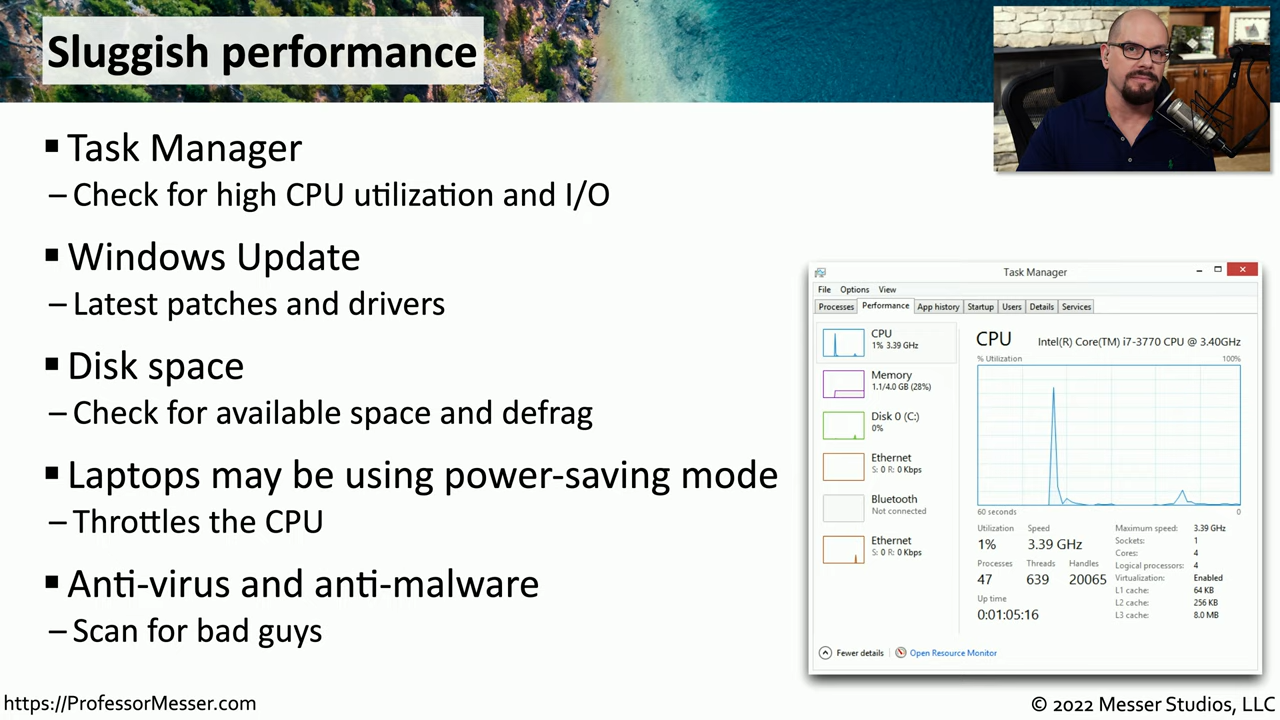 Sluggish performance
▪ Task Manager
– Check for high CPU utilization and I/O
▪ Windows Update
– Latest patches and drivers
▪ Disk space
– Check for available space and defrag
▪ Laptops may be using power-saving mode
– Throttles the CPU
▪ Anti-virus and anti-malware
– Scan for bad guys
Task Manager
File Options View
Processes Performance App history Startup Users Details Services
CPU
1% 3.39 GHz
Memory
1.1/4.0 GB (28%)
Disk 0 (C:)
0%
Ethernet
S: 0 R: 0 Kbps
Bluetooth
Not connected
Ethernet
S: 0 R: 0 Kbps
CPU Intel(R) Core(TM) i7-3770 CPU @ 3.40GHz
% Utilization 100%
60 seconds 0
Utilization Speed
1% 3.39 GHz
Processes Threads Handles
47 639 20065
Up time
0:01:05:16
Maximum speed: 3.39 GHz
Sockets: 1
Cores: 4
Logical processors: 4
Virtualization: Enabled
L1 cache: 64 KB
L2 cache: 256 KB
L3 cache: 8.0 MB
Fewer details Open Resource Monitor
https://ProfessorMesser.com
© 2022 Messer Studios, LLC